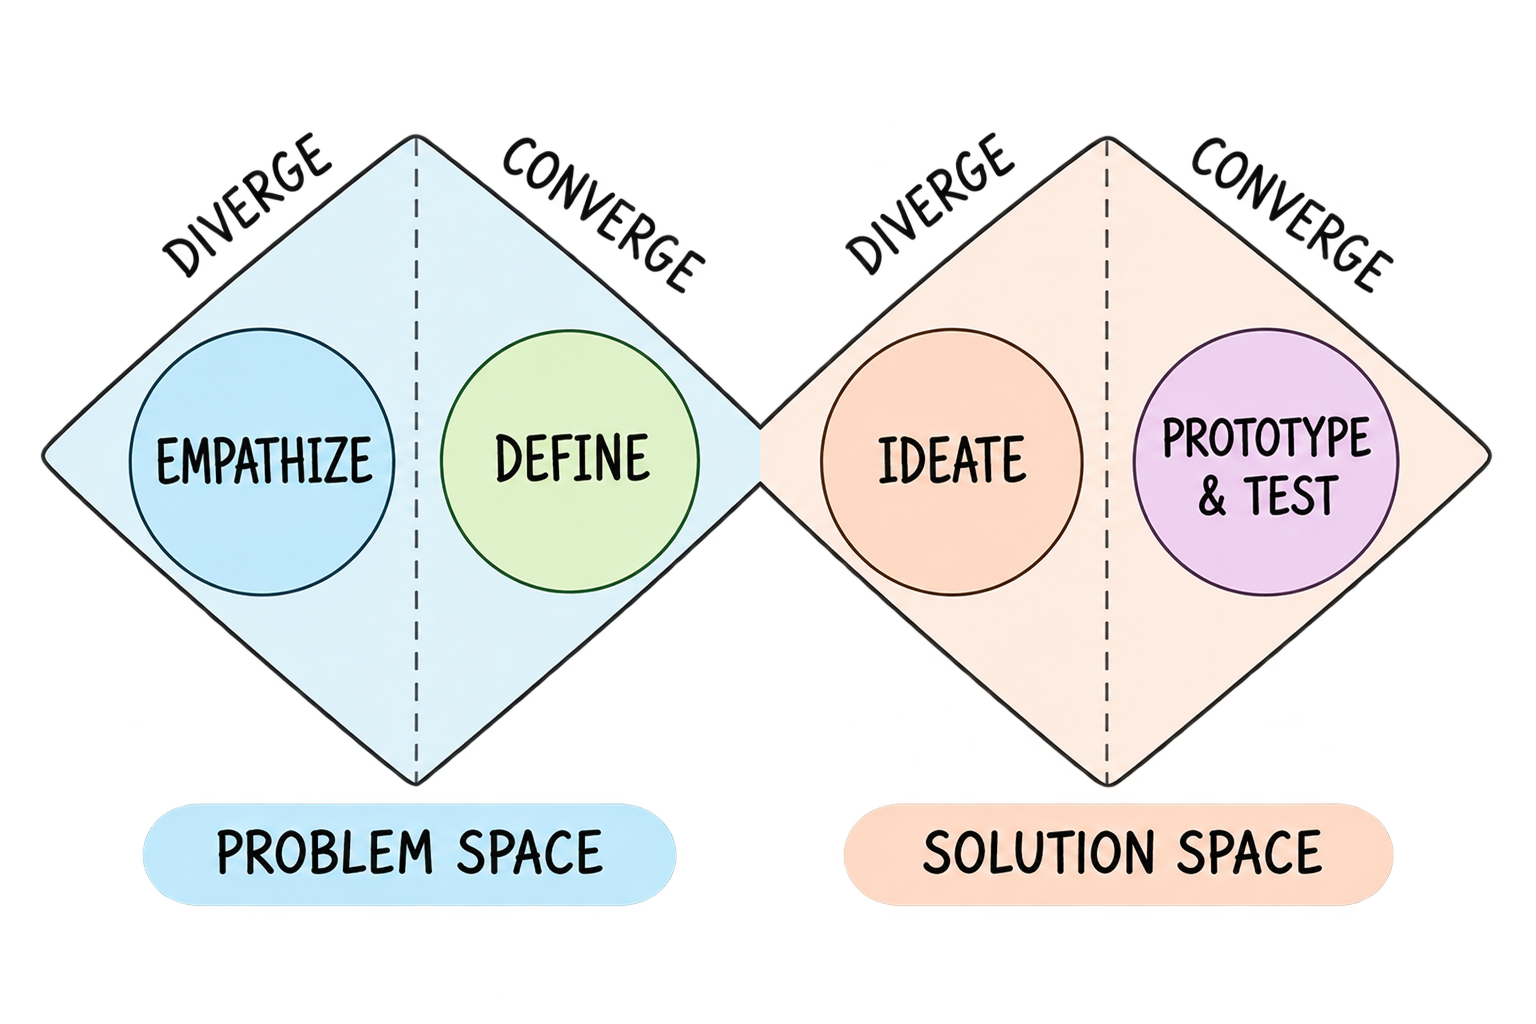 DIVERGE
CONVERGE
DIVERGE
CONVERGE
EMPATHIZE
DEFINE
IDEATE
PROTOTYPE
& TEST
PROBLEM SPACE
SOLUTION SPACE